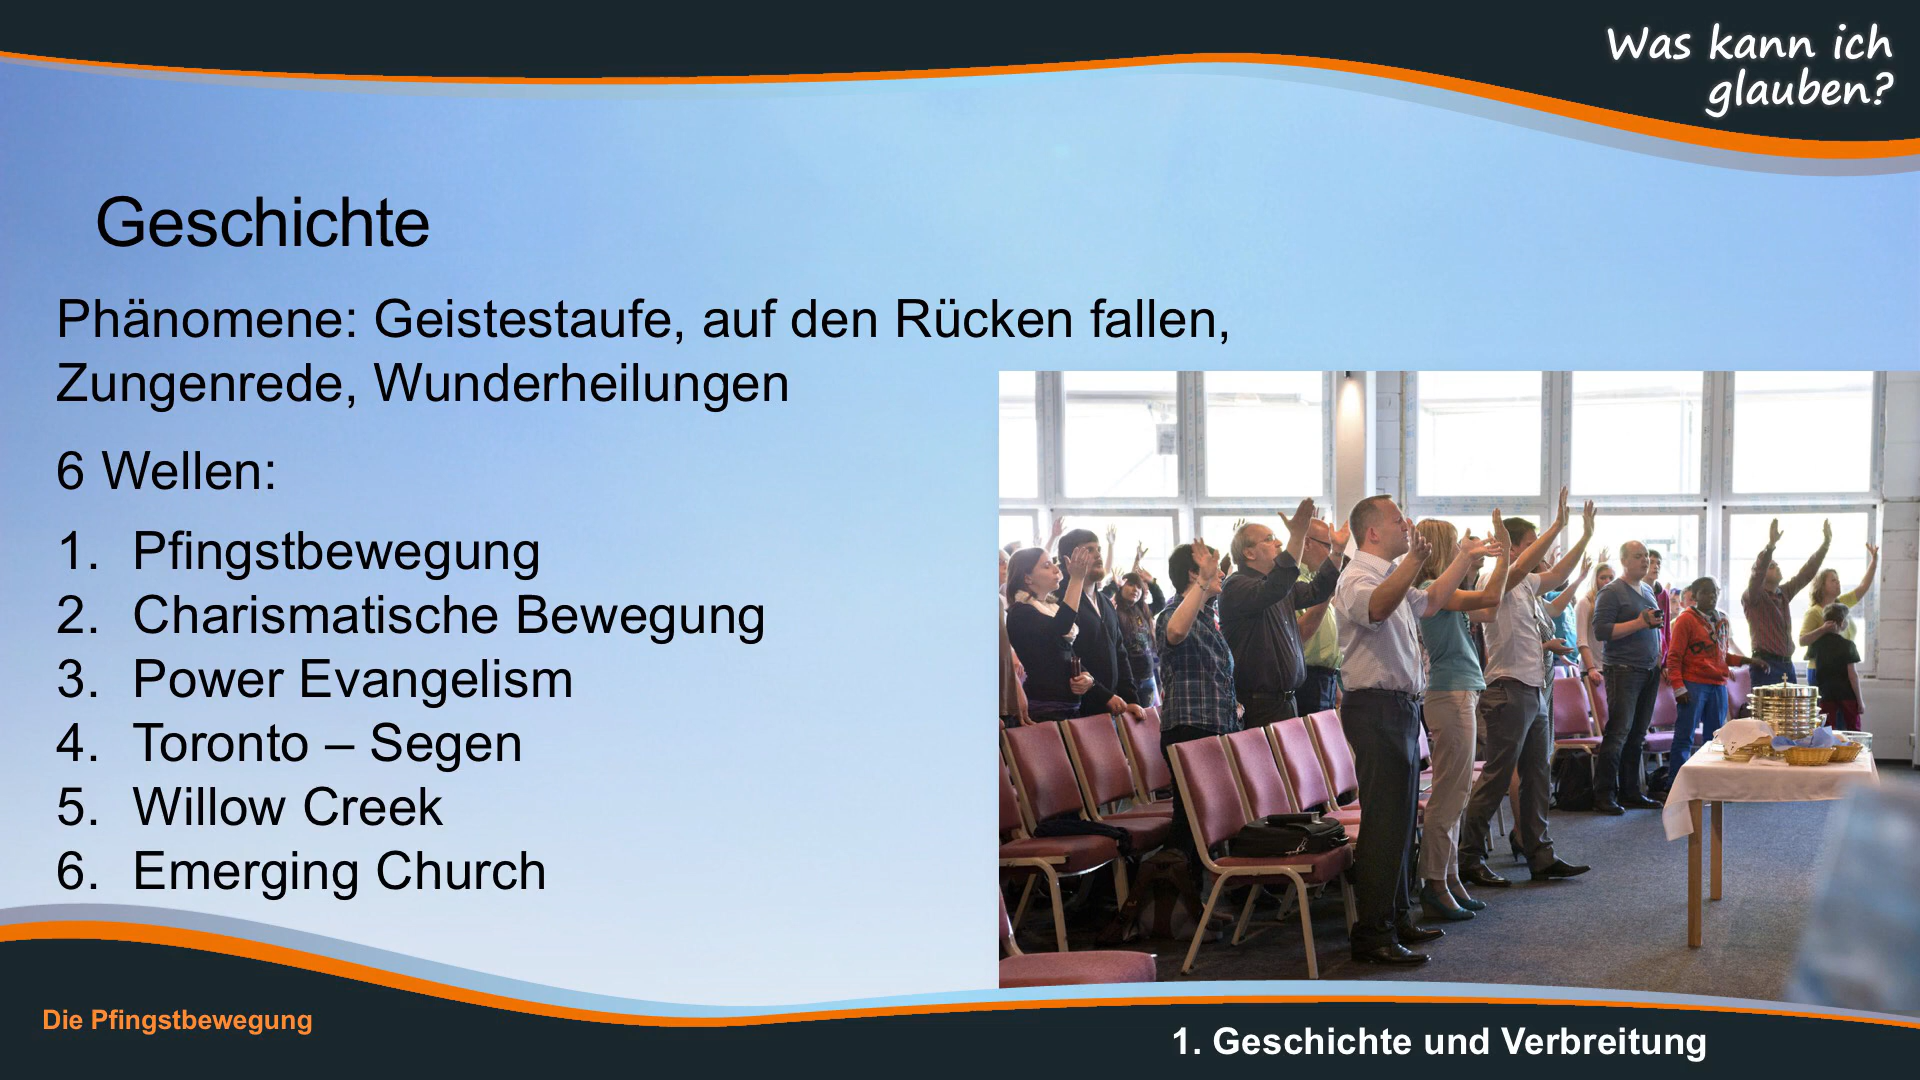 Was kann ich
glauben?
Geschichte
Phänomene: Geistestaufe, auf den Rücken fallen,
Zungenrede, Wunderheilungen
6 Wellen:
1. Pfingstbewegung
2. Charismatische Bewegung
3. Power Evangelism
4. Toronto – Segen
5. Willow Creek
6. Emerging Church
Die Pfingstbewegung
1. Geschichte und Verbreitung